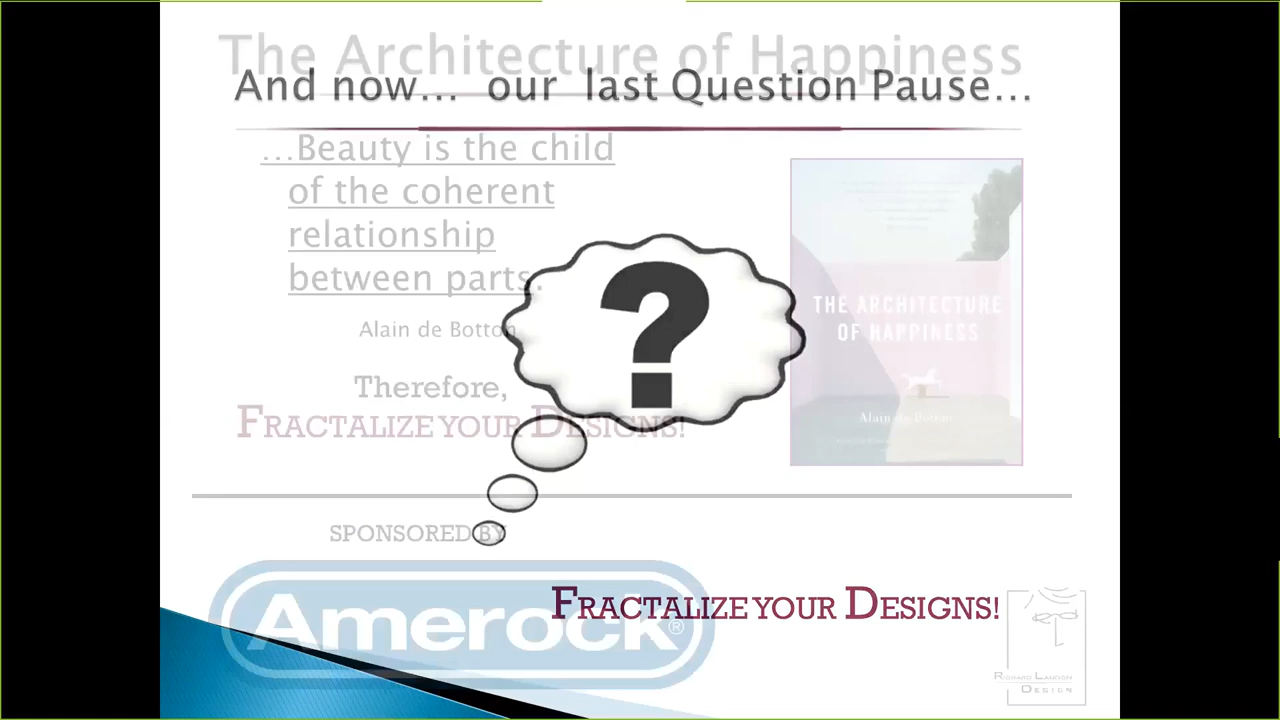 The Architecture of Happiness
And now... our last Question Pause...
...Beauty is the child
of the coherent
relationship
between parts.
Alain de Botton
THE ARCHITECTURE
OF HAPPINESS
Alain de Botton
Therefore,
FRACTALIZE YOUR DESIGNS!
?
SPONSORED BY
Amerock®
FRACTALIZE YOUR DESIGNS!
RICHARD LANDON
DESIGN